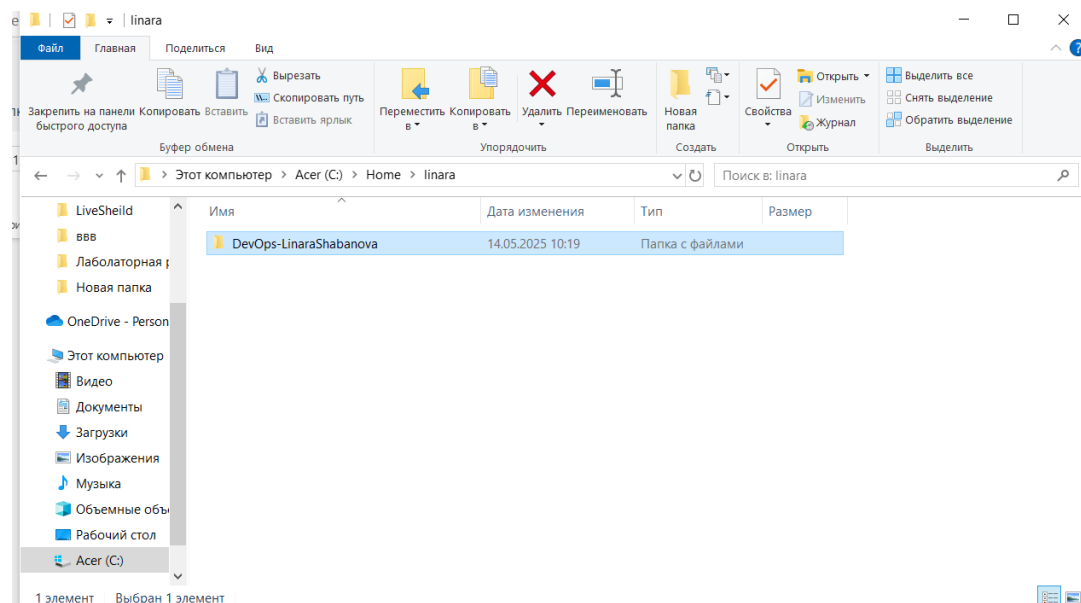 linara
Файл Главная Поделиться Вид
Закрепить на панели быстрого доступа
Копировать
Вставить
Вырезать
Скопировать путь
Вставить ярлык
Буфер обмена
Переместить в
Копировать в
Удалить
Переименовать
Упорядочить
Новая папка
Создать
Свойства
Открыть
Изменить
Журнал
Открыть
Выделить все
Снять выделение
Обратить выделение
Выделить
Этот компьютер > Acer (C:) > Home > linara
Поиск в: linara
Имя Дата изменения Тип Размер
DevOps-LinaraShabanova 14.05.2025 10:19 Папка с файлами
LiveSheild
ввв
Лаболаторная р
Новая папка
OneDrive - Person
Этот компьютер
Видео
Документы
Загрузки
Изображения
Музыка
Объемные объ
Рабочий стол
Acer (C:)
1 элемент Выбран 1 элемент